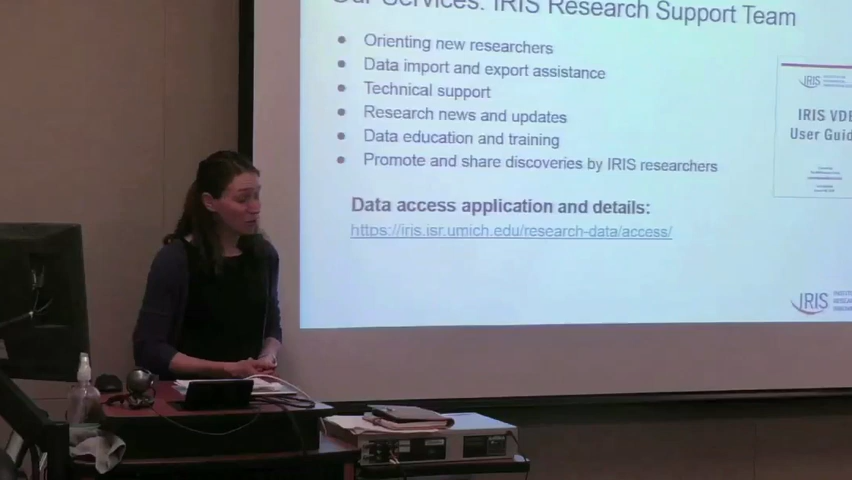 Our Services: IRIS Research Support Team
Orienting new researchers
Data import and export assistance
Technical support
Research news and updates
Data education and training
Promote and share discoveries by IRIS researchers
Data access application and details:
https://iris.isr.umich.edu/research-data/access/
IRIS
IRIS VDE
User Guid
IRIS